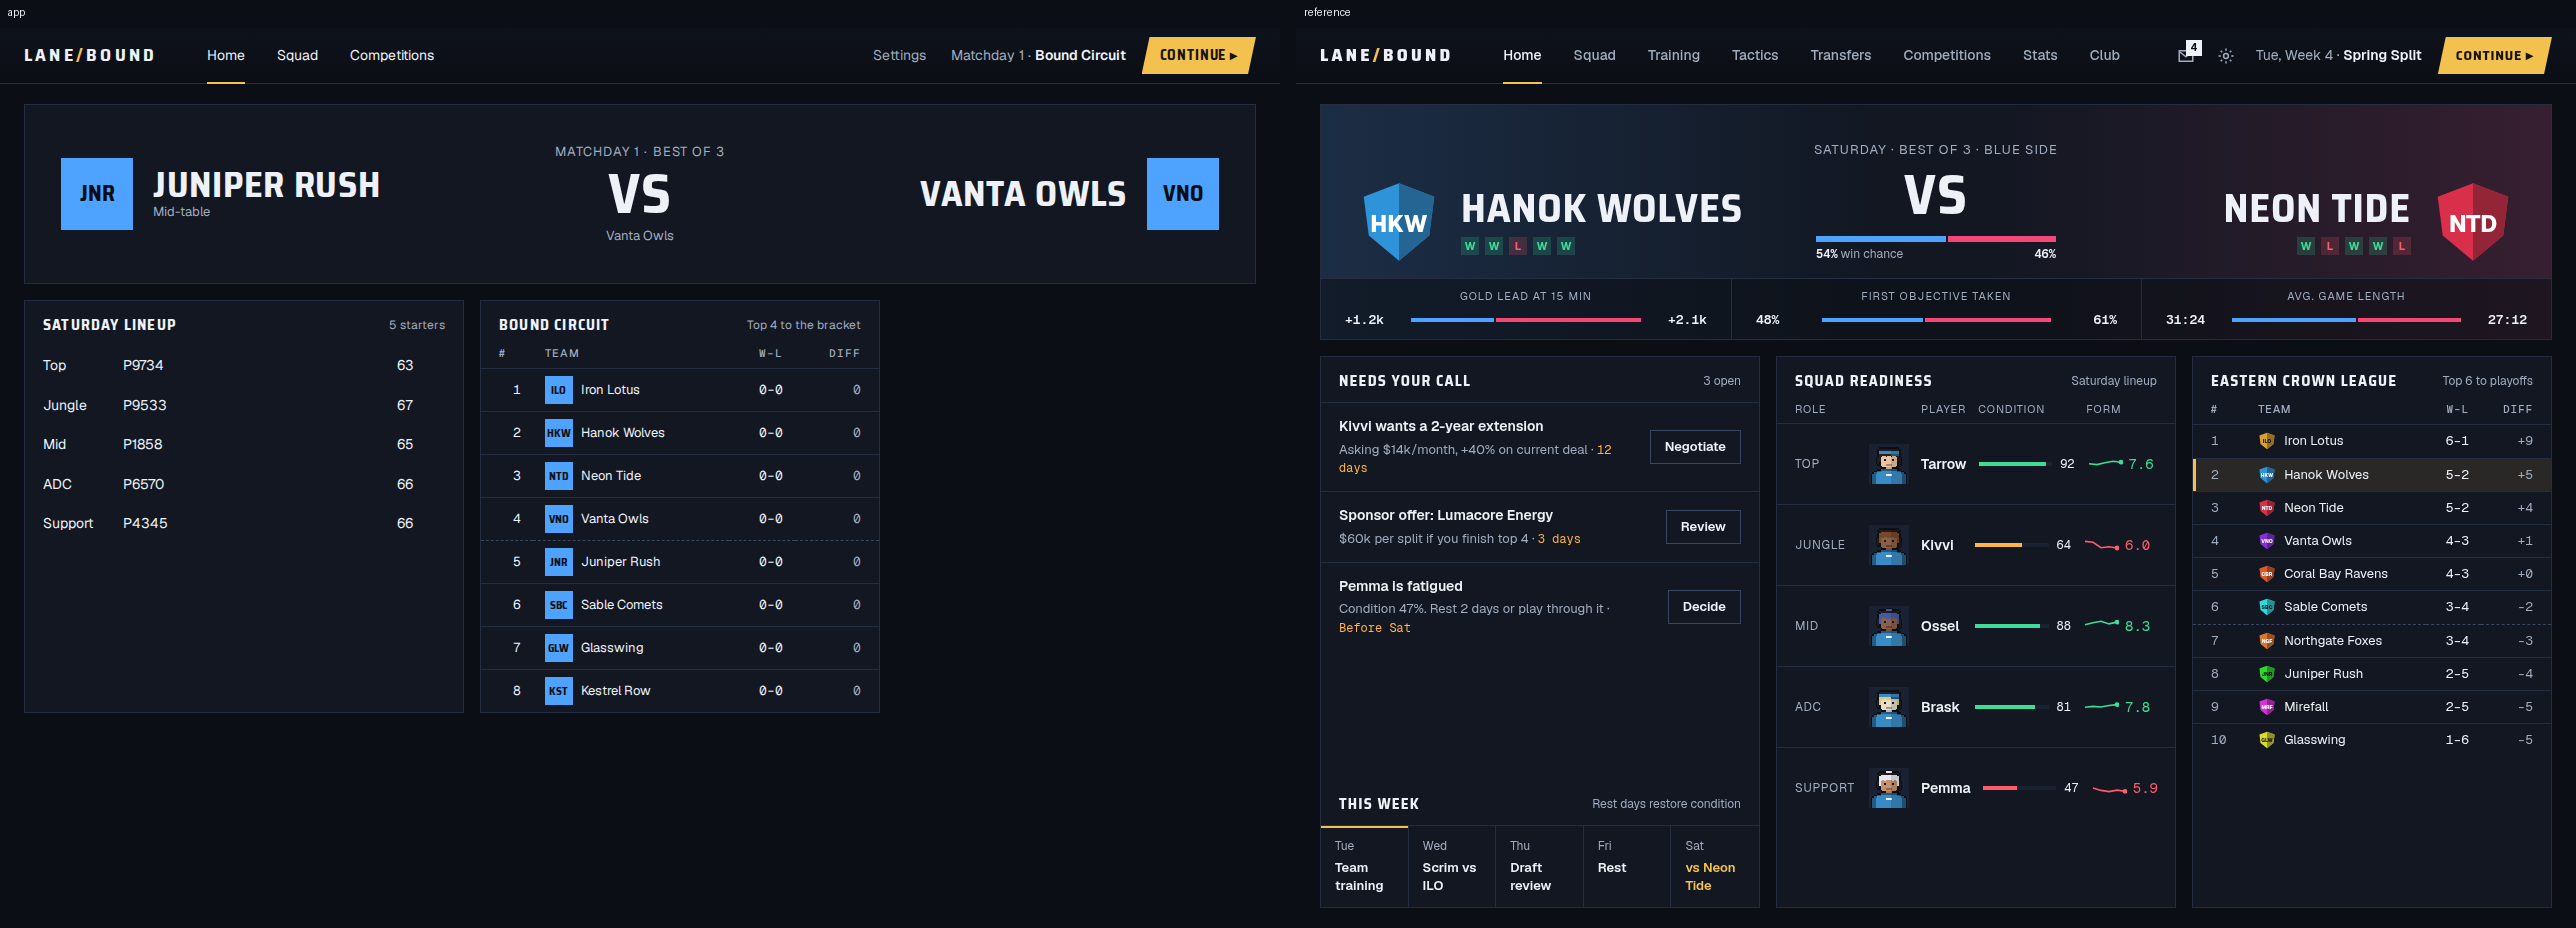 app
LANE/BOUND Home Squad Competitions Settings Matchday 1 · Bound Circuit CONTINUE ▸
MATCHDAY 1 · BEST OF 3
JNR JUNIPER RUSH VS VANTA OWLS VNO
Mid-table
Vanta Owls
SATURDAY LINEUP 5 starters
Top P9734 63
Jungle P9533 67
Mid P1858 65
ADC P6570 66
Support P4345 66
BOUND CIRCUIT Top 4 to the bracket
# TEAM W-L DIFF
1 ILO Iron Lotus 0-0 0
2 HKW Hanok Wolves 0-0 0
3 NTD Neon Tide 0-0 0
4 VNO Vanta Owls 0-0 0
5 JNR Juniper Rush 0-0 0
6 SBC Sable Comets 0-0 0
7 GLW Glasswing 0-0 0
8 KST Kestrel Row 0-0 0
reference
LANE/BOUND Home Squad Training Tactics Transfers Competitions Stats Club 4 Tue, Week 4 · Spring Split CONTINUE ▸
SATURDAY · BEST OF 3 · BLUE SIDE
HKW HANOK WOLVES VS NEON TIDE NTD
W W L W W W L W W L
54% win chance 46%
GOLD LEAD AT 15 MIN
+1.2k +2.1k
FIRST OBJECTIVE TAKEN
48% 61%
AVG. GAME LENGTH
31:24 27:12
NEEDS YOUR CALL 3 open
Kivvi wants a 2-year extension
Asking $14k/month, +40% on current deal · 12
days
Negotiate
Sponsor offer: Lumacore Energy
$60k per split if you finish top 4 · 3 days
Review
Pemma is fatigued
Condition 47%. Rest 2 days or play through it ·
Before Sat
Decide
THIS WEEK Rest days restore condition
Tue
Team
training
Wed
Scrim vs
ILO
Thu
Draft
review
Fri
Rest
Sat
vs Neon
Tide
SQUAD READINESS Saturday lineup
ROLE PLAYER CONDITION FORM
TOP Tarrow 92 7.6
JUNGLE Kivvi 64 6.0
MID Ossel 88 8.3
ADC Brask 81 7.8
SUPPORT Pemma 47 5.9
EASTERN CROWN LEAGUE Top 6 to playoffs
# TEAM W-L DIFF
1 ILO Iron Lotus 6-1 +9
2 HKW Hanok Wolves 5-2 +5
3 NTD Neon Tide 5-2 +4
4 VNO Vanta Owls 4-3 +1
5 CBR Coral Bay Ravens 4-3 +0
6 SBC Sable Comets 3-4 -2
7 NGF Northgate Foxes 3-4 -3
8 JNR Juniper Rush 2-5 -4
9 MRF Mirefall 2-5 -5
10 GLW Glasswing 1-6 -5